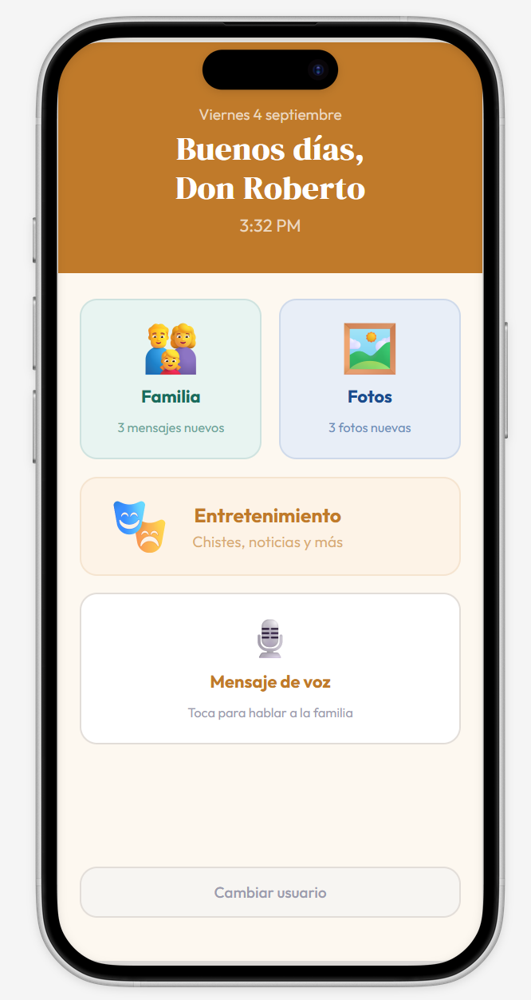 Viernes 4 septiembre
Buenos días,
Don Roberto
3:32 PM
Familia
3 mensajes nuevos
Fotos
3 fotos nuevas
Entretenimiento
Chistes, noticias y más
Mensaje de voz
Toca para hablar a la familia
Cambiar usuario